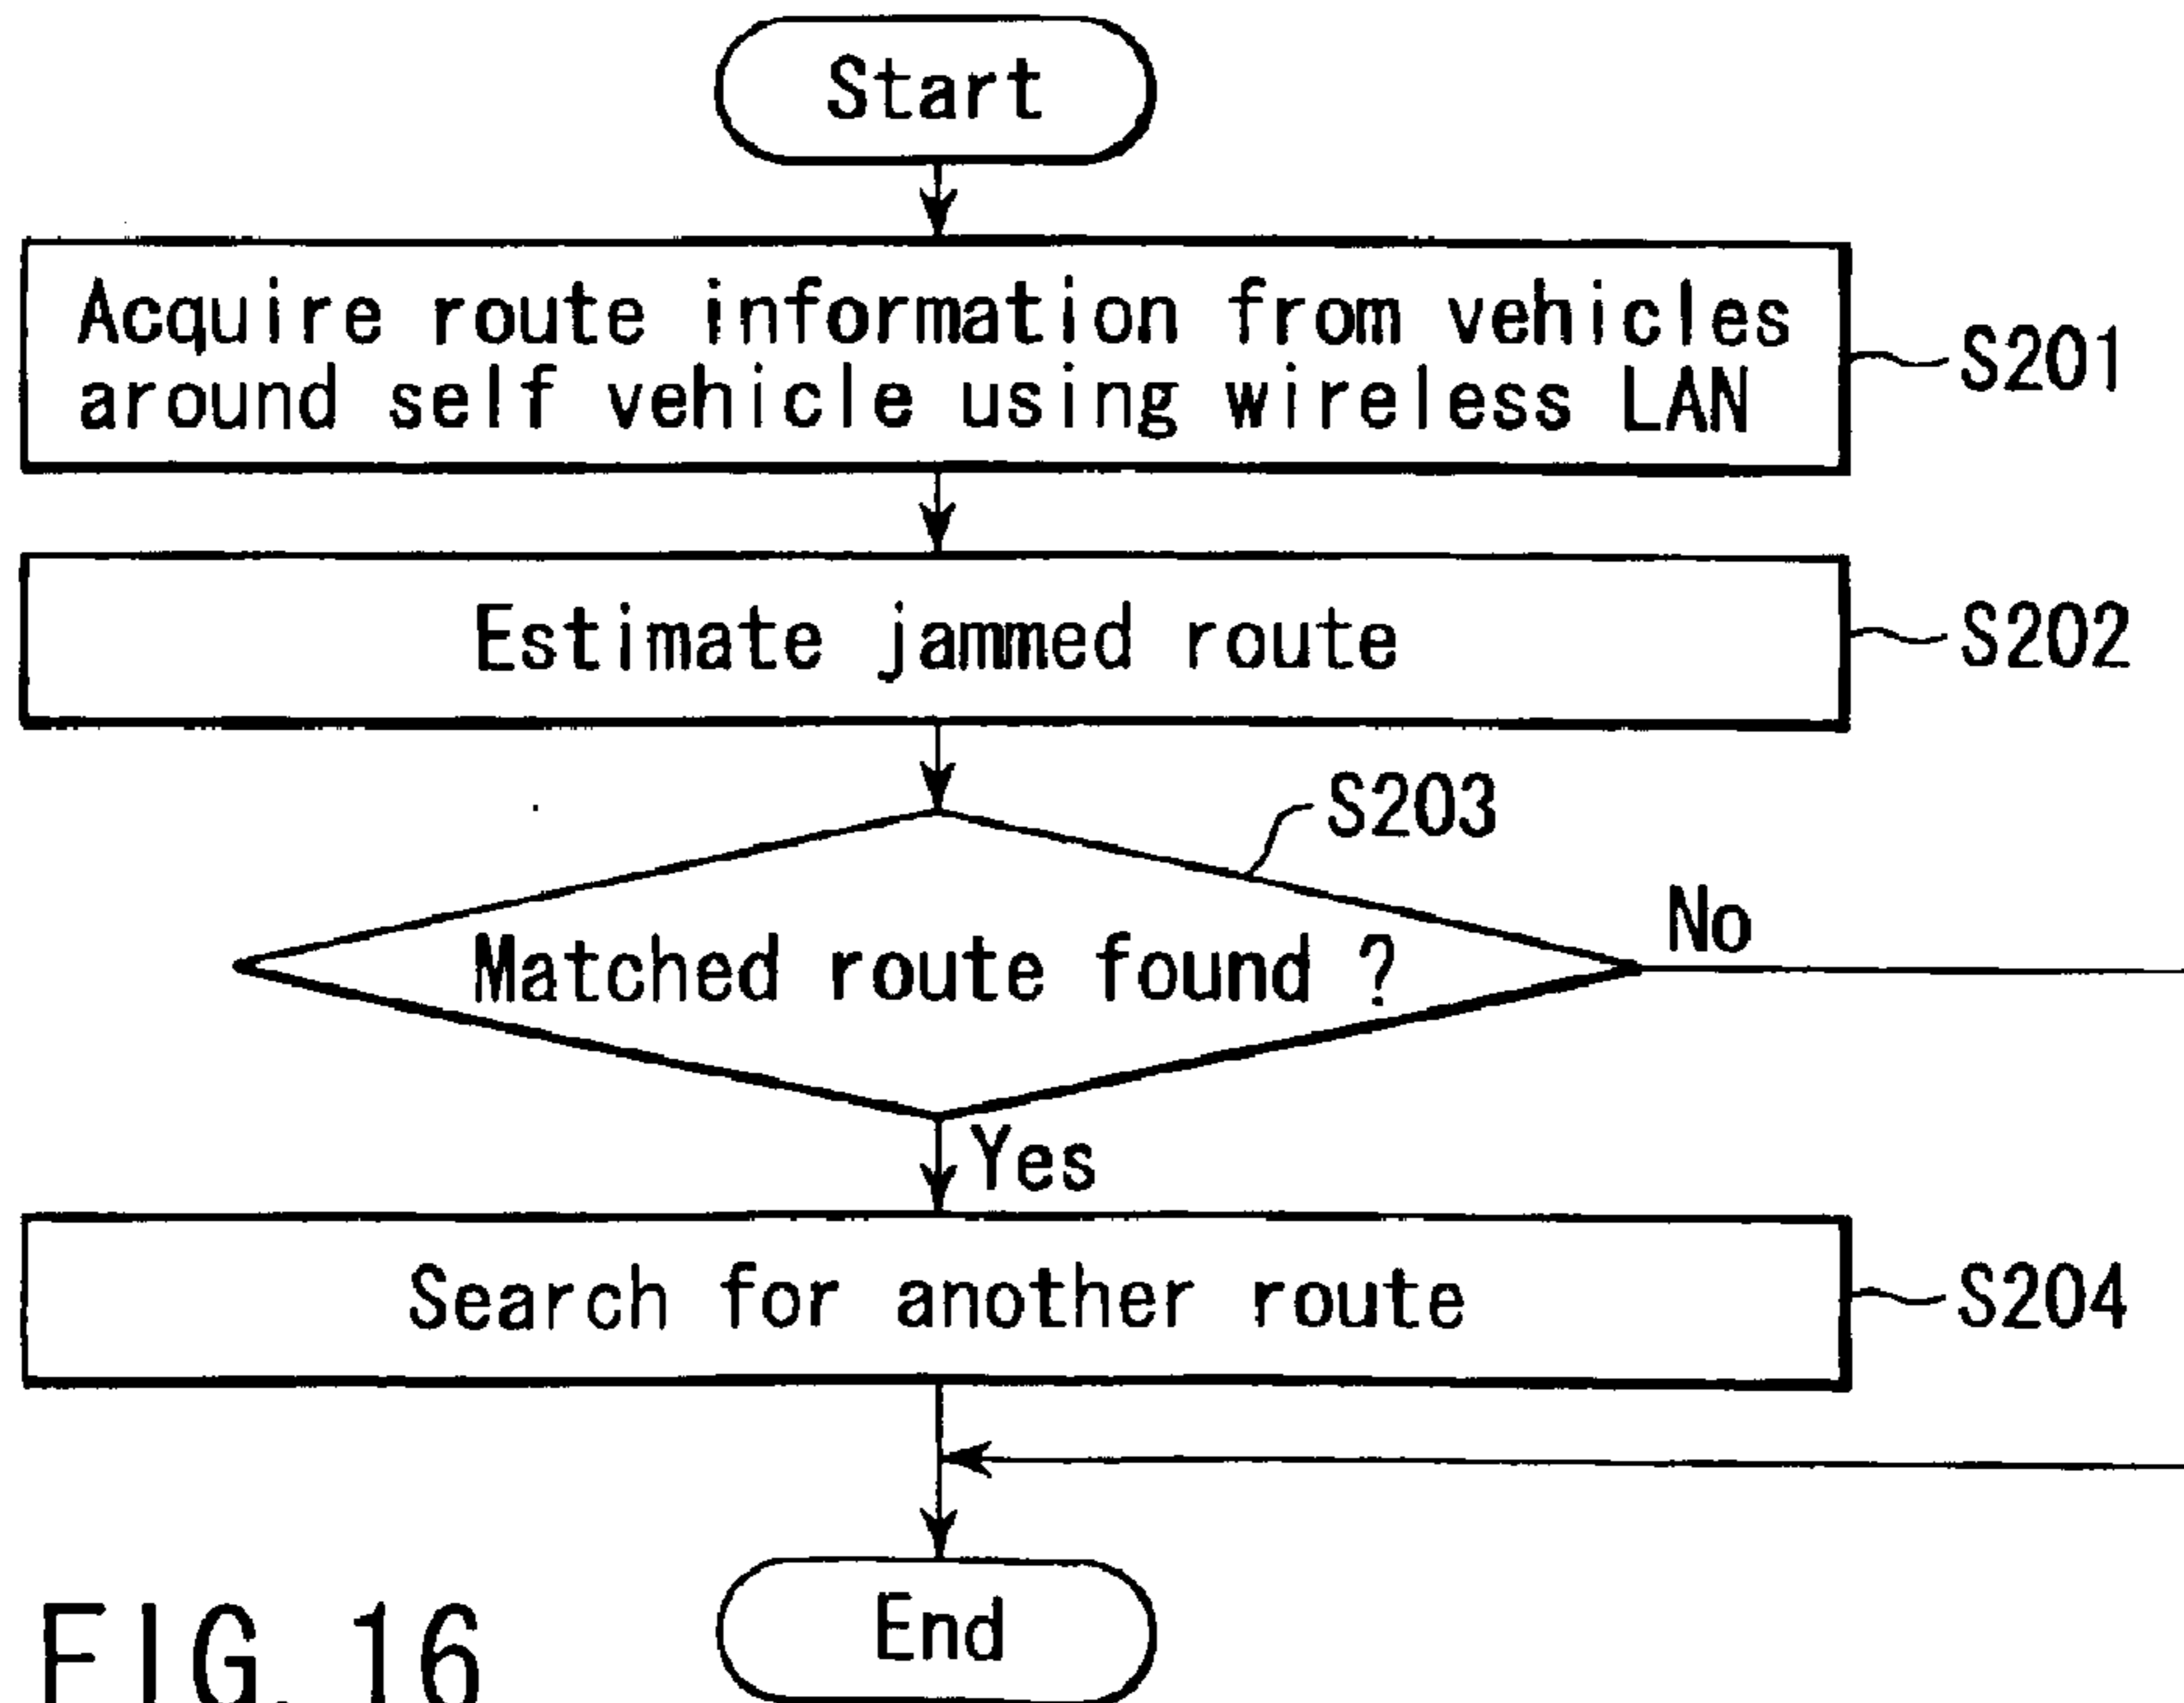 Start
Acquire route information from vehicles
around self vehicle using wireless LAN
S201
Estimate jammed route
S202
S203
Matched route found ?
No
Yes
Search for another route
S204
End
FIG. 16